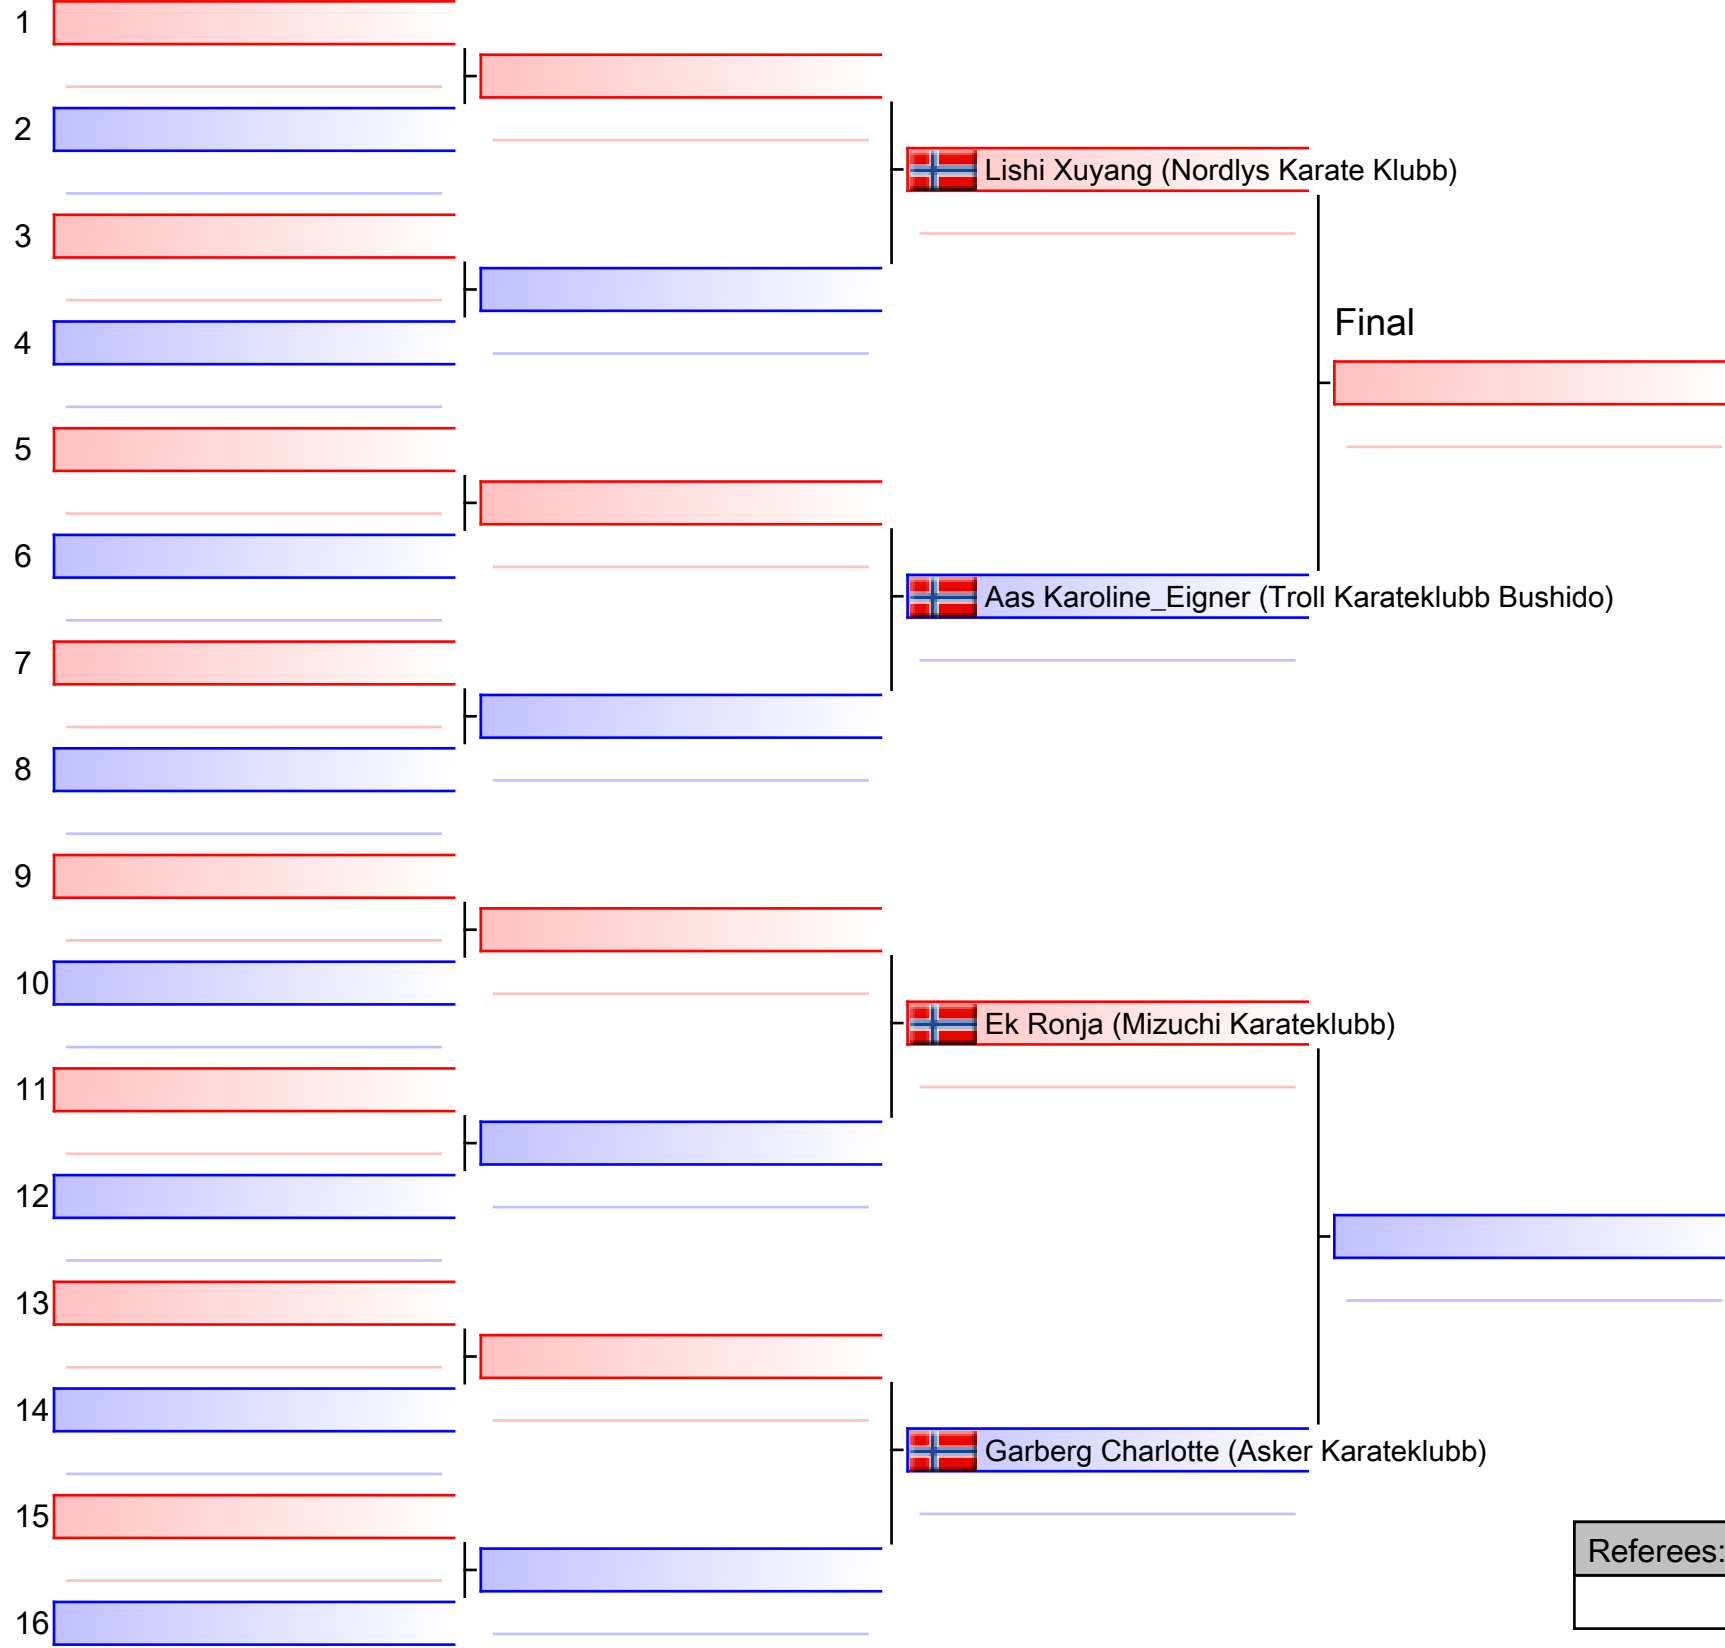 1
2
Lishi Xuyang (Nordlys Karate Klubb)
3
Final
4
5
6
Aas Karoline_Eigner (Troll Karateklubb Bushido)
7
8
9
10
Ek Ronja (Mizuchi Karateklubb)
11
12
13
14
Garberg Charlotte (Asker Karateklubb)
15
Referees:
16